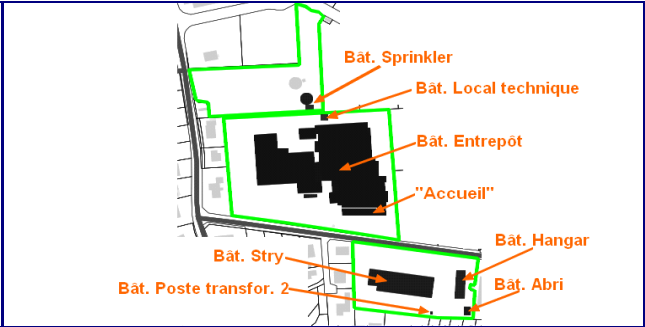 Bât. Sprinkler
Bât. Local technique
Bât. Entrepôt
"Accueil"
Bât. Hangar
Bât. Stry
Bât. Abri
Bât. Poste transfor. 2